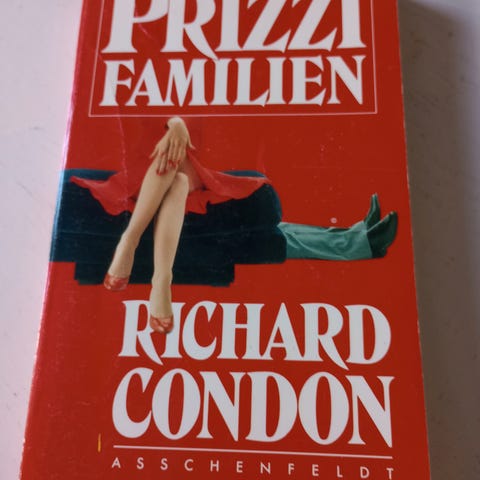 PRIZZI
FAMILIEN
RICHARD
CONDON
ASSCHENFELDT